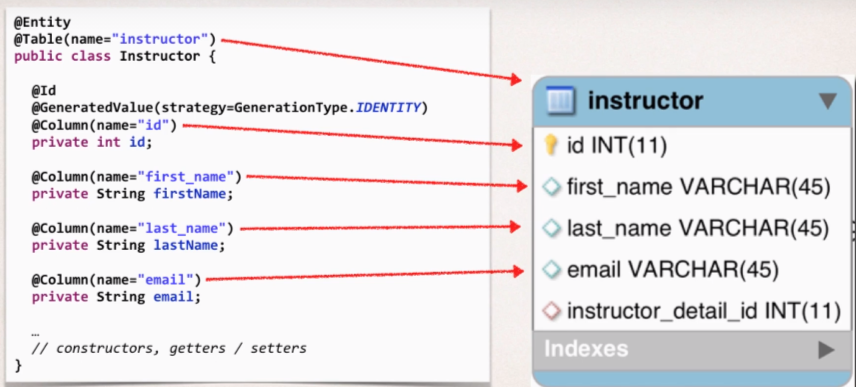 @Entity
@Table(name="instructor")
public class Instructor {
@Id
@GeneratedValue(strategy=GenerationType.IDENTITY)
@Column(name="id")
private int id;
@Column(name="first_name")
private String firstName;
@Column(name="last_name")
private String lastName;
@Column(name="email")
private String email;
…
// constructors, getters / setters
}
instructor
id INT(11)
first_name VARCHAR(45)
last_name VARCHAR(45)
email VARCHAR(45)
instructor_detail_id INT(11)
Indexes